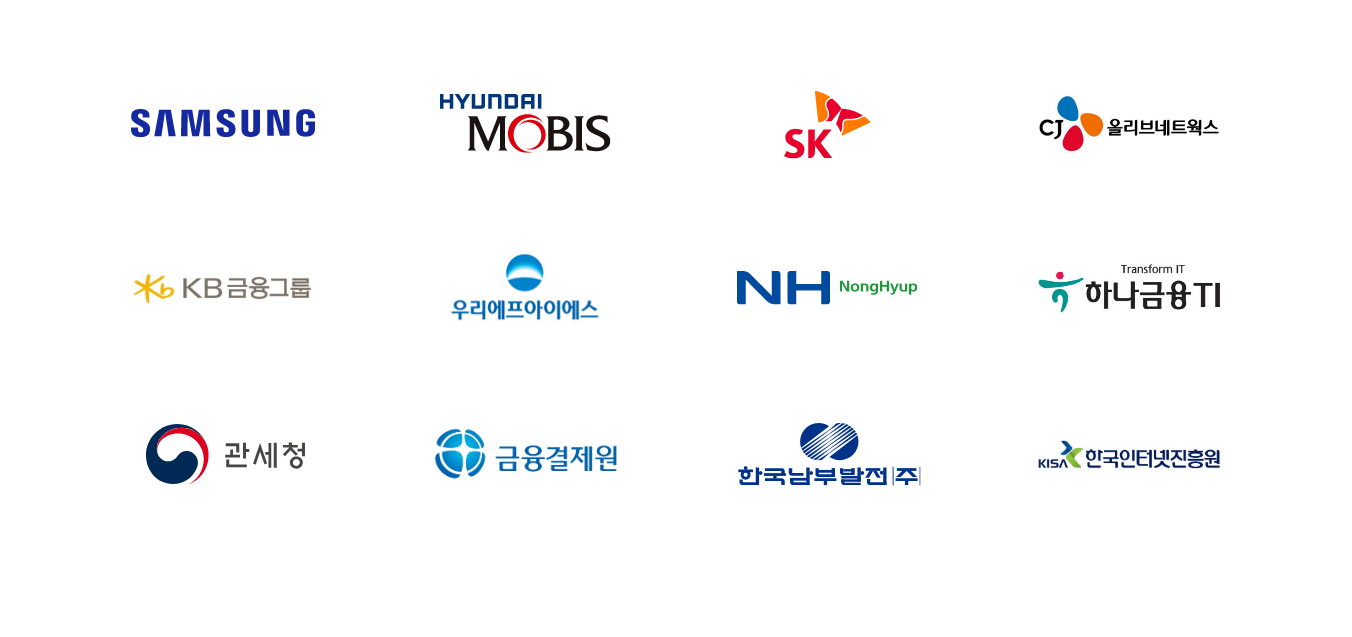 SAMSUNG
HYUNDAI
MOBIS
SK
CJ 올리브네트웍스
Kb KB금융그룹
우리에프아이에스
NH NongHyup
Transform IT
하나금융TI
관세청
금융결제원
한국남부발전(주)
KISA 한국인터넷진흥원